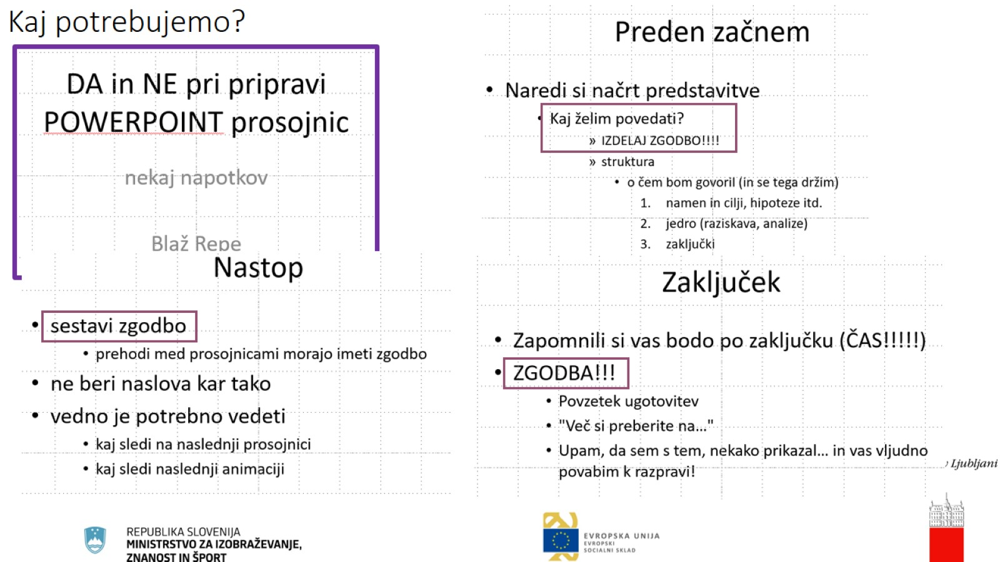 Kaj potrebujemo?
DA in NE pri pripravi
POWERPOINT prosojnic
nekaj napotkov
Blaž Repe
Preden začnem
• Naredi si načrt predstavitve
• Kaj želim povedati?
» IZDELAJ ZGODBO!!!!
» struktura
• o čem bom govoril (in se tega držim)
1. namen in cilji, hipoteze itd.
2. jedro (raziskava, analize)
3. zaključki
Nastop
• sestavi zgodbo
• prehodi med prosojnicami morajo imeti zgodbo
• ne beri naslova kar tako
• vedno je potrebno vedeti
• kaj sledi na naslednji prosojnici
• kaj sledi naslednji animaciji
Zaključek
• Zapomnili si vas bodo po zaključku (ČAS!!!!!)
• ZGODBA!!!
• Povzetek ugotovitev
• "Več si preberite na..."
• Upam, da sem s tem, nekako prikazal... in vas vljudno
povabim k razpravi!
Ljubljani
REPUBLIKA SLOVENIJA
MINISTRSTVO ZA IZOBRAŽEVANJE,
ZNANOST IN ŠPORT
EVROPSKA UNIJA
EVROPSKI
SOCIALNI SKLAD